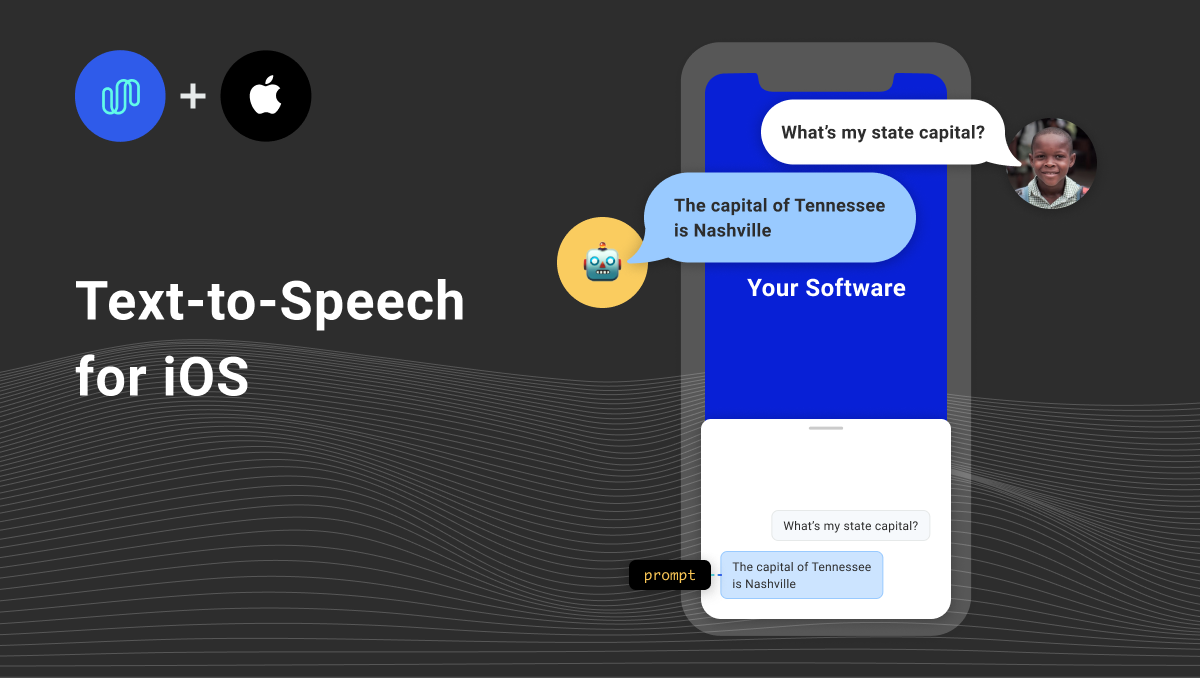 Text-to-Speech
for iOS
What’s my state capital?
The capital of Tennessee
is Nashville
Your Software
What’s my state capital?
prompt
The capital of Tennessee
is Nashville